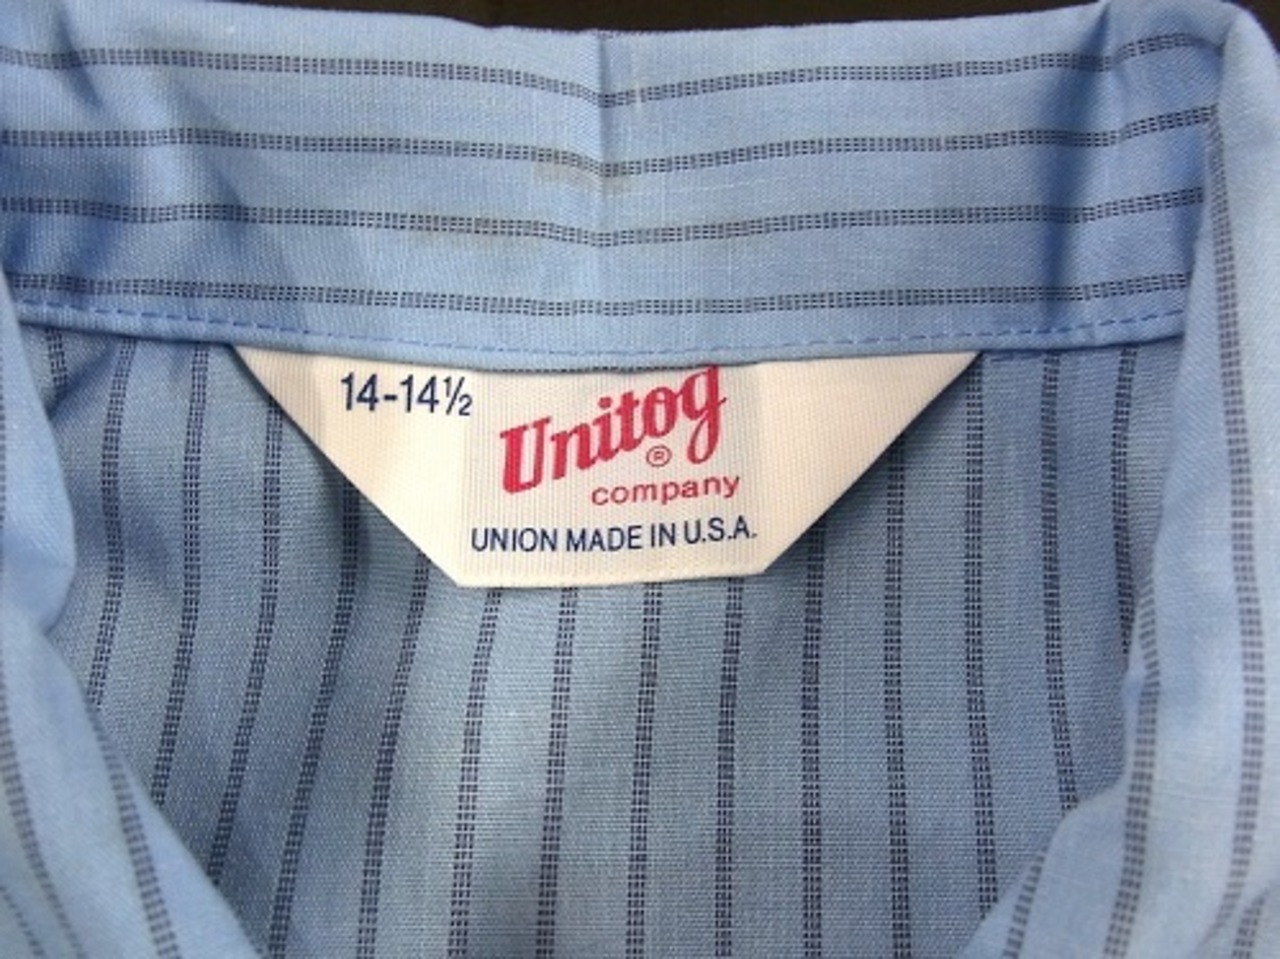 14-14½
Unitog
®
company
UNION MADE IN U.S.A.